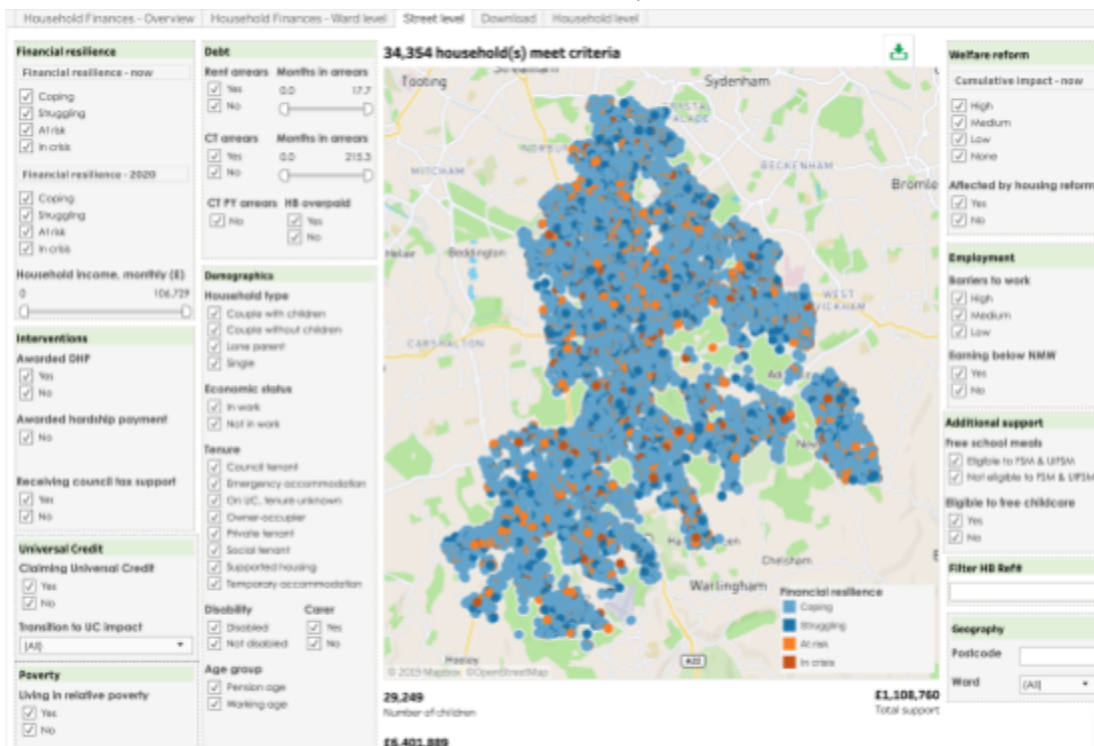 Household Finances - Overview
Household Finances - Ward level
Street level
Download
Household level
Financial resilience
Financial resilience - now
Coping
Struggling
At risk
In crisis
Financial resilience - 2020
Coping
Struggling
At risk
In crisis
Household income, monthly (£)
0 106,729
Interventions
Awarded DHP
Yes
No
Awarded hardship payment
No
Receiving council tax support
Yes
No
Universal Credit
Claiming Universal Credit
Yes
No
Transition to UC impact
(All)
Poverty
Living in relative poverty
Yes
No
Debt
Rent arrears Months in arrears
Yes 0.0 17.7
No
CT arrears Months in arrears
Yes 0.0 215.3
No
CT PY arrears HB overpaid
No Yes
No
Demographics
Household type
Couple with children
Couple without children
Lone parent
Single
Economic status
In work
Not in work
Tenure
Council tenant
Emergency accommodation
On UC, tenure unknown
Owner-occupier
Private tenant
Social tenant
Supported housing
Temporary accommodation
Disability Carer
Disabled Yes
Not disabled No
Age group
Pension age
Working age
34,354 household(s) meet criteria
Tooting
Sydenham
MITCHAM
BECKENHAM
Beddington
CARSHALTON
Chelsham
Warlingham
Hooley
A22
Financial resilience
Coping
Struggling
At risk
In crisis
© 2019 Mapbox ©OpenStreetMap
29,249
Number of children
£1,108,760
Total support
£6,401,889
Welfare reform
Cumulative impact - now
High
Medium
Low
None
Affected by housing reform
Yes
No
Employment
Barriers to work
High
Medium
Low
Earning below NMW
Yes
No
Additional support
Free school meals
Eligible to FSM & UIFSM
Not eligible to FSM & UIFSM
Eligible to free childcare
Yes
No
Filter HB Ref#
Geography
Postcode
Ward (All)